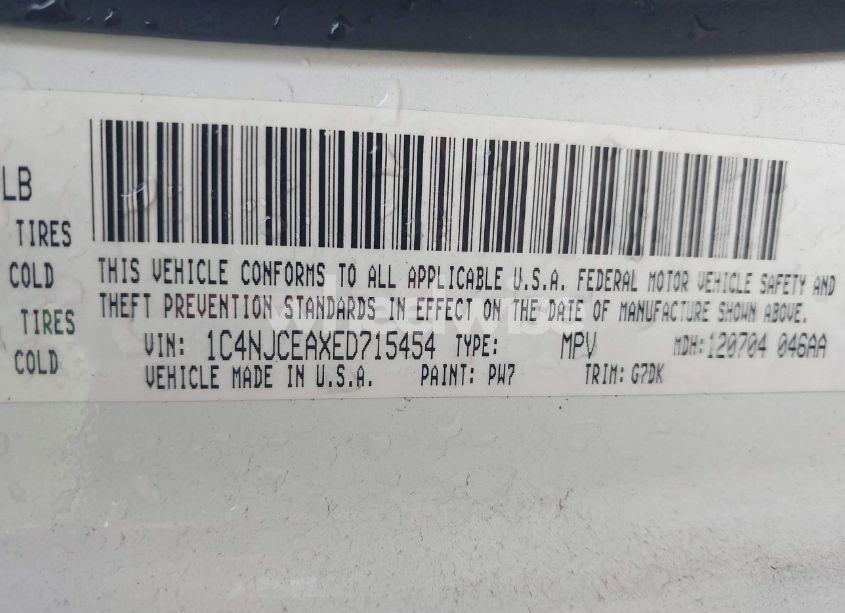 LB
TIRES
COLD
TIRES
COLD
THIS VEHICLE CONFORMS TO ALL APPLICABLE U.S.A. FEDERAL MOTOR VEHICLE SAFETY AND
THEFT PREVENTION STANDARDS IN EFFECT ON THE DATE OF MANUFACTURE SHOWN ABOVE.
VIN: 1C4NJCEAXED715454 TYPE: MPV MDH: 120704 046AA
VEHICLE MADE IN U.S.A. PAINT: PW7 TRIM: G7DK